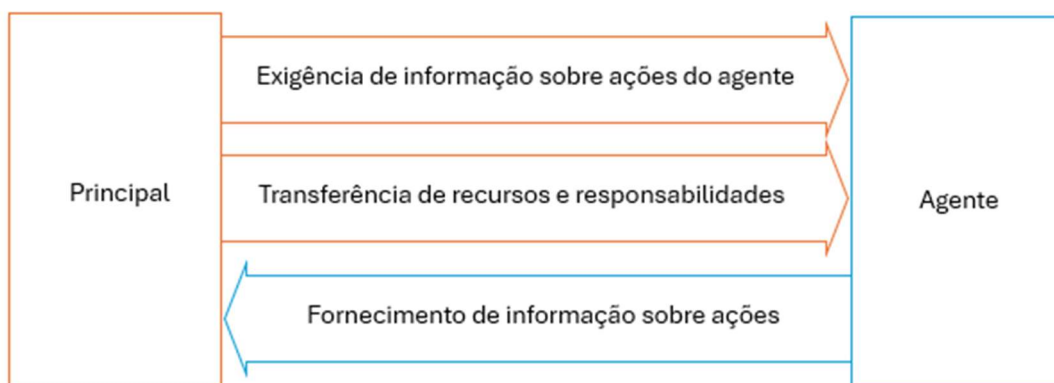 Exigência de informação sobre ações do agente
Principal
Transferência de recursos e responsabilidades
Agente
Fornecimento de informação sobre ações